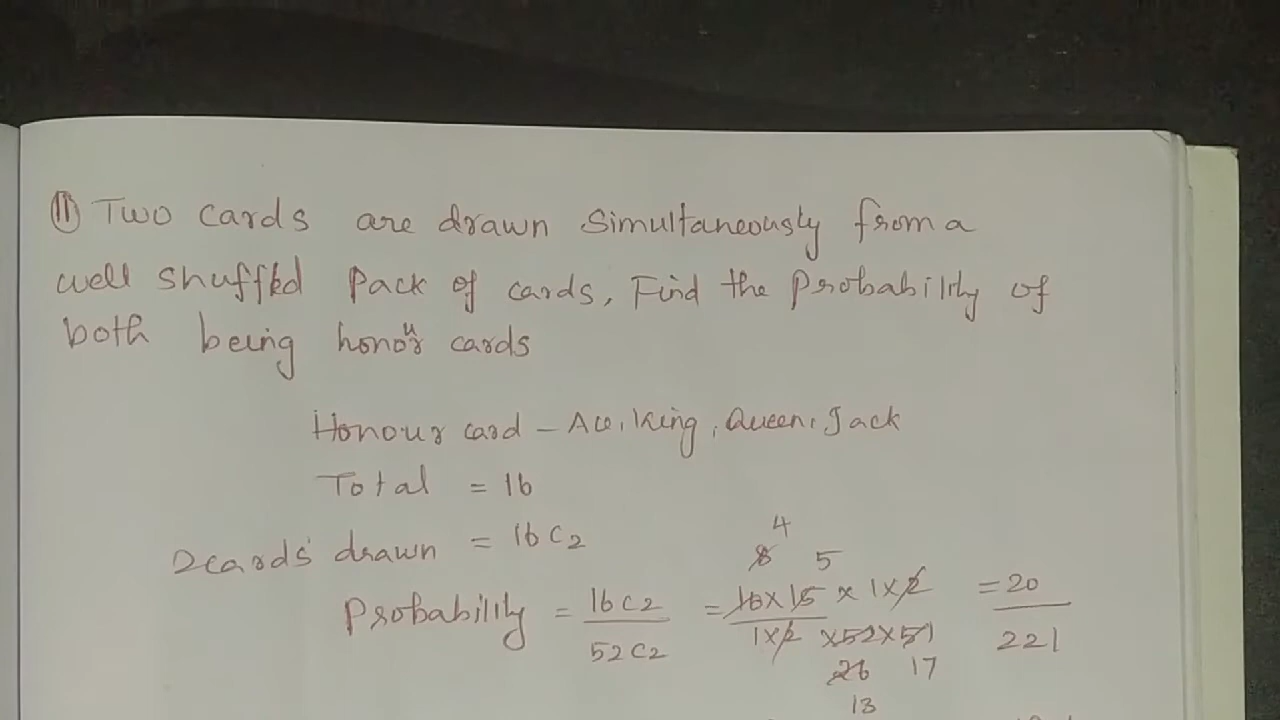 11 Two cards are drawn Simultaneously from a
well shuffled Pack of cards, Find the Probability of
both being honour cards
Honour card - Ace, King, Queen, Jack
Total = 16
2cards drawn = 16C2
4
8 5
Probability = 16C2 / 52C2 = 16×15 × 1×2 / 1×2 ×52×51 = 20 / 221
26 17
13